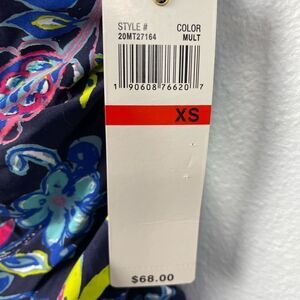 STYLE # COLOR
20MT27164 MULT
1 90608 76620 7
XS
$68.00